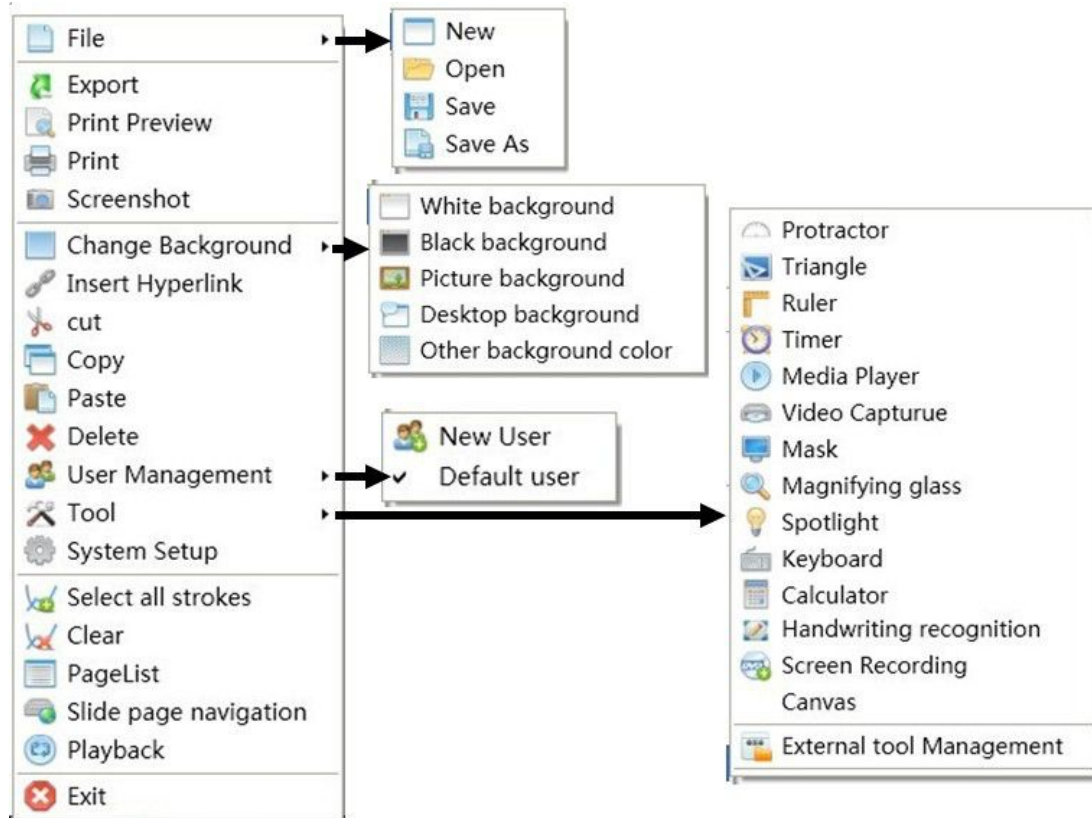 File
Export
Print Preview
Print
Screenshot
Change Background
Insert Hyperlink
cut
Copy
Paste
Delete
User Management
Tool
System Setup
Select all strokes
Clear
PageList
Slide page navigation
Playback
Exit
New
Open
Save
Save As
White background
Black background
Picture background
Desktop background
Other background color
New User
Default user
Protractor
Triangle
Ruler
Timer
Media Player
Video Capturue
Mask
Magnifying glass
Spotlight
Keyboard
Calculator
Handwriting recognition
Screen Recording
Canvas
External tool Management